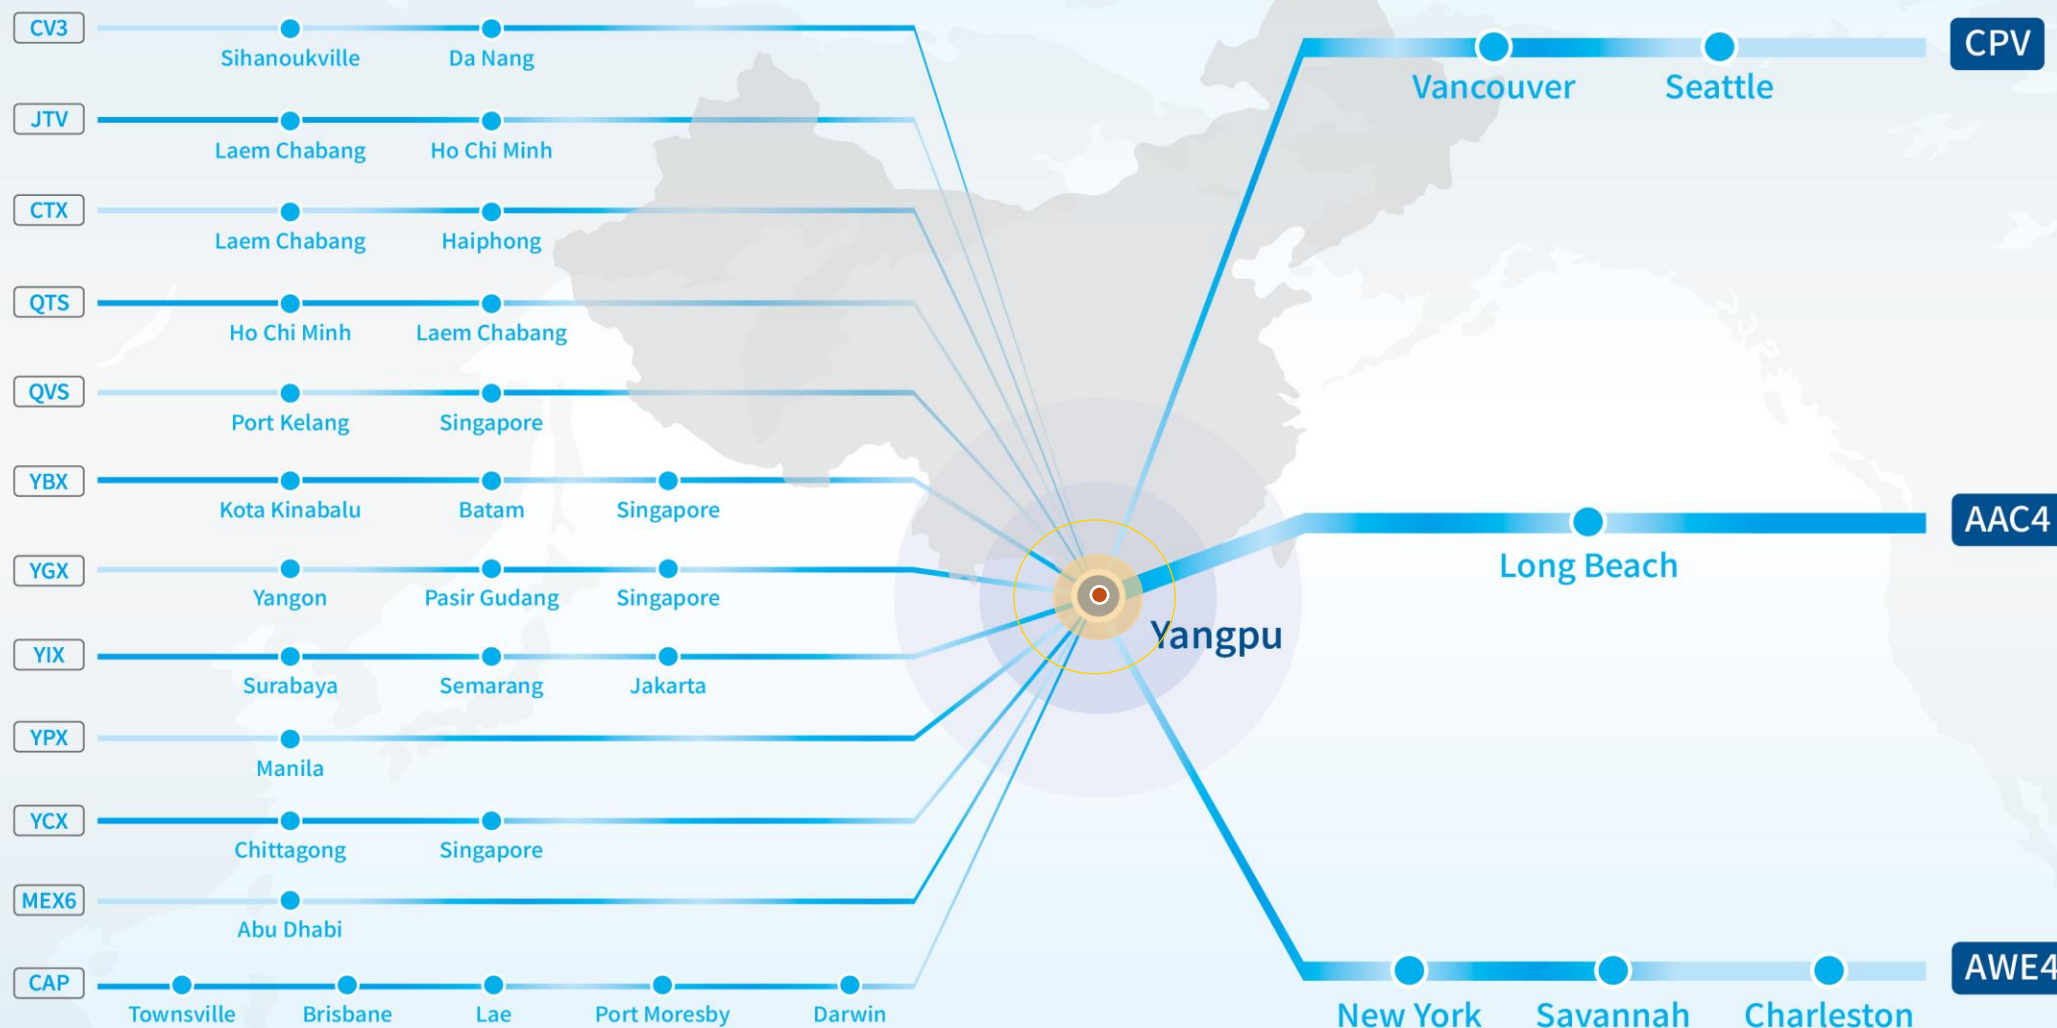 CV3
Sihanoukville Da Nang
JTV
Laem Chabang Ho Chi Minh
CTX
Laem Chabang Haiphong
QTS
Ho Chi Minh Laem Chabang
QVS
Port Kelang Singapore
YBX
Kota Kinabalu Batam Singapore
YGX
Yangon Pasir Gudang Singapore
YIX
Surabaya Semarang Jakarta
YPX
Manila
YCX
Chittagong Singapore
MEX6
Abu Dhabi
CAP
Townsville Brisbane Lae Port Moresby Darwin
Yangpu
CPV
Vancouver Seattle
AAC4
Long Beach
AWE4
New York Savannah Charleston